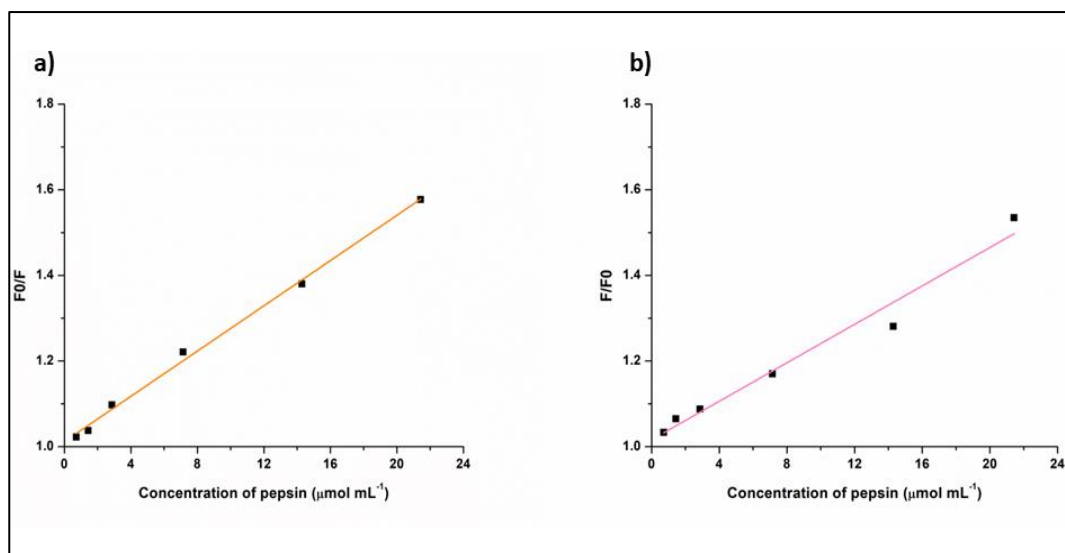 a)
1.8
1.6
1.4
1.2
1.0
F0/F
0 4 8 12 16 20 24
Concentration of pepsin (μmol mL⁻¹)
b)
1.8
1.6
1.4
1.2
1.0
F/F0
0 4 8 12 16 20 24
Concentration of pepsin (μmol mL⁻¹)